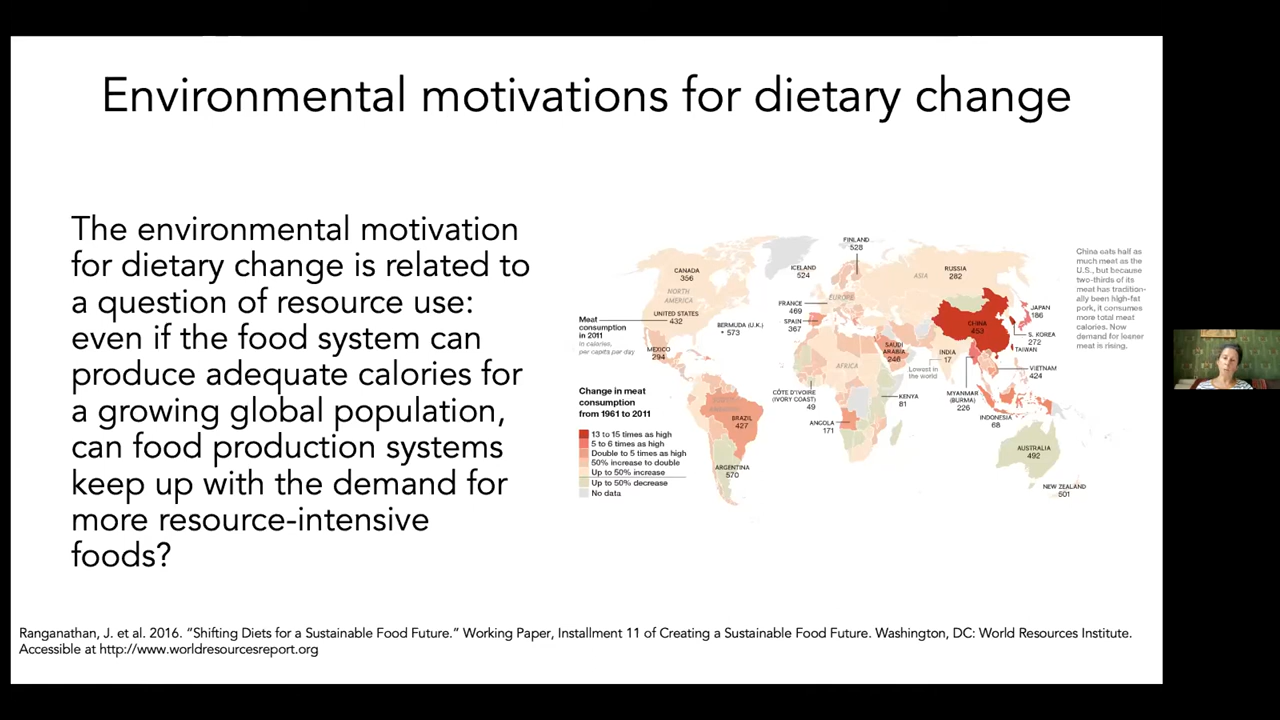 Environmental motivations for dietary change
The environmental motivation
for dietary change is related to
a question of resource use:
even if the food system can
produce adequate calories for
a growing global population,
can food production systems
keep up with the demand for
more resource-intensive
foods?
Meat
consumption
in 2011
in calories,
per capita per day
Change in meat
consumption
from 1961 to 2011
13 to 15 times as high
5 to 6 times as high
Double to 5 times as high
50% increase to double
Up to 50% increase
Up to 50% decrease
No data
CANADA
356
NORTH
AMERICA
UNITED STATES
432
BERMUDA (U.K.)
573
MEXICO
294
SOUTH
AMERICA
BRAZIL
427
ARGENTINA
570
ICELAND
524
FINLAND
528
FRANCE
469
SPAIN
367
EUROPE
ASIA
RUSSIA
282
CHINA
453
JAPAN
186
S. KOREA
272
TAIWAN
SAUDI
ARABIA
246
INDIA
17
Lowest in
the world
AFRICA
VIETNAM
424
MYANMAR
(BURMA)
226
KENYA
81
CÔTE D'IVOIRE
(IVORY COAST)
49
ANGOLA
171
INDONESIA
68
AUSTRALIA
492
NEW ZEALAND
501
China eats half as
much meat as the
U.S., but because
two-thirds of its
meat has tradition-
ally been high-fat
pork, it consumes
more total meat
calories. Now
demand for leaner
meat is rising.
Ranganathan, J. et al. 2016. “Shifting Diets for a Sustainable Food Future.” Working Paper, Installment 11 of Creating a Sustainable Food Future. Washington, DC: World Resources Institute.
Accessible at http://www.worldresourcesreport.org